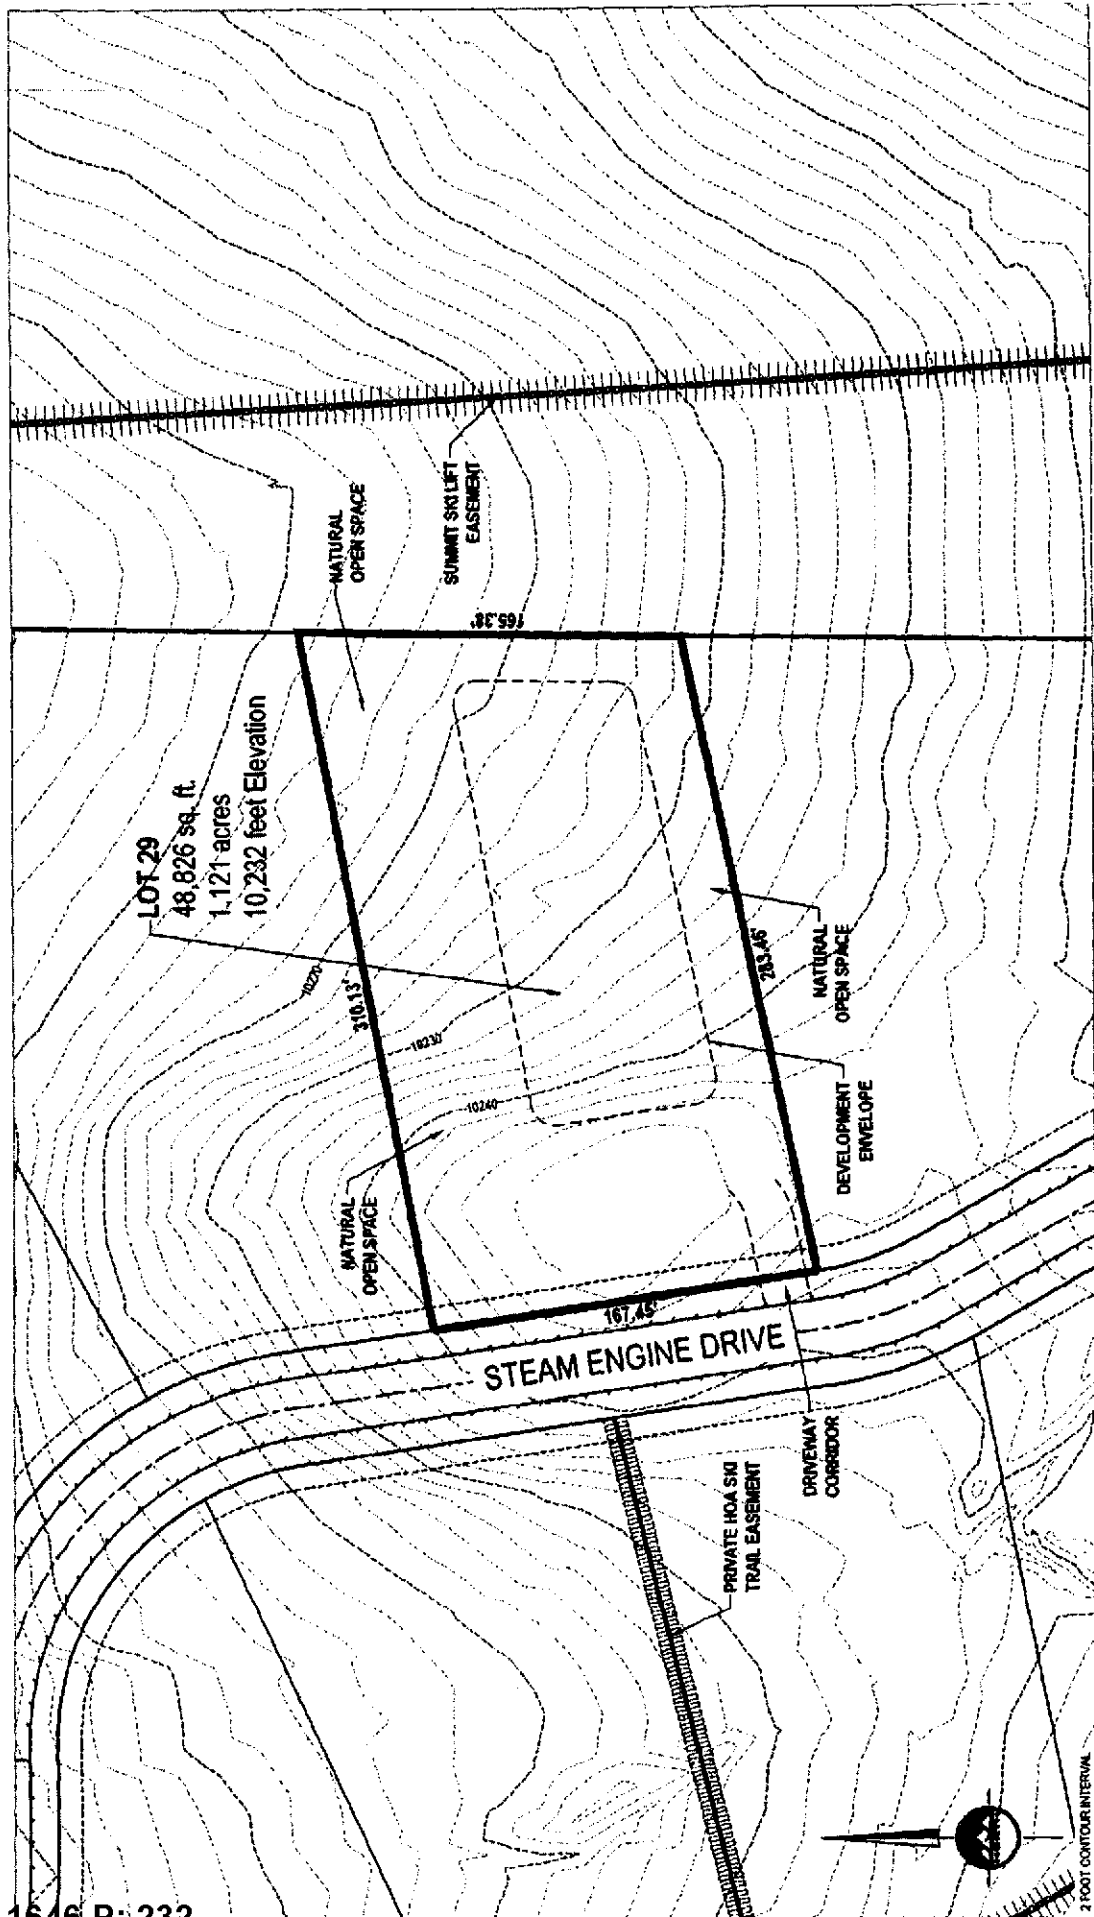 LOT 29
48,826 sq. ft.
1.121 acres
10,232 feet Elevation
NATURAL
OPEN SPACE
SUMMIT SKI LIFT
EASEMENT
165.38'
10220
310.13'
10230
10240
283.46'
NATURAL
OPEN SPACE
NATURAL
OPEN SPACE
DEVELOPMENT
ENVELOPE
167.45'
STEAM ENGINE DRIVE
DRIVEWAY
CORRIDOR
PRIVATE HOA SKI
TRAIL EASEMENT
2 FOOT CONTOUR INTERVAL
1646 P: 232